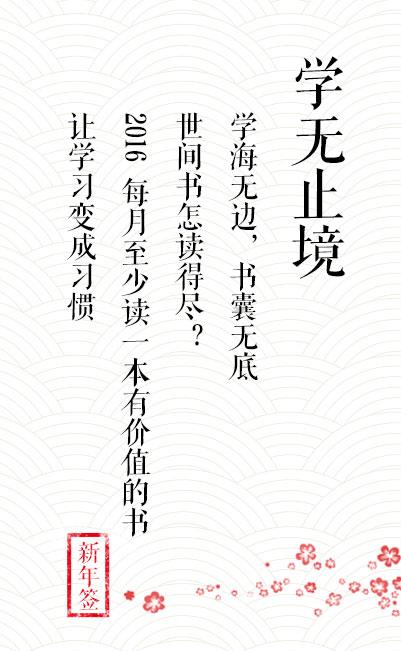 学无止境
学海无边，书囊无底
世间书怎读得尽？
2016 每月至少读一本有价值的书
让学习变成习惯
新年签